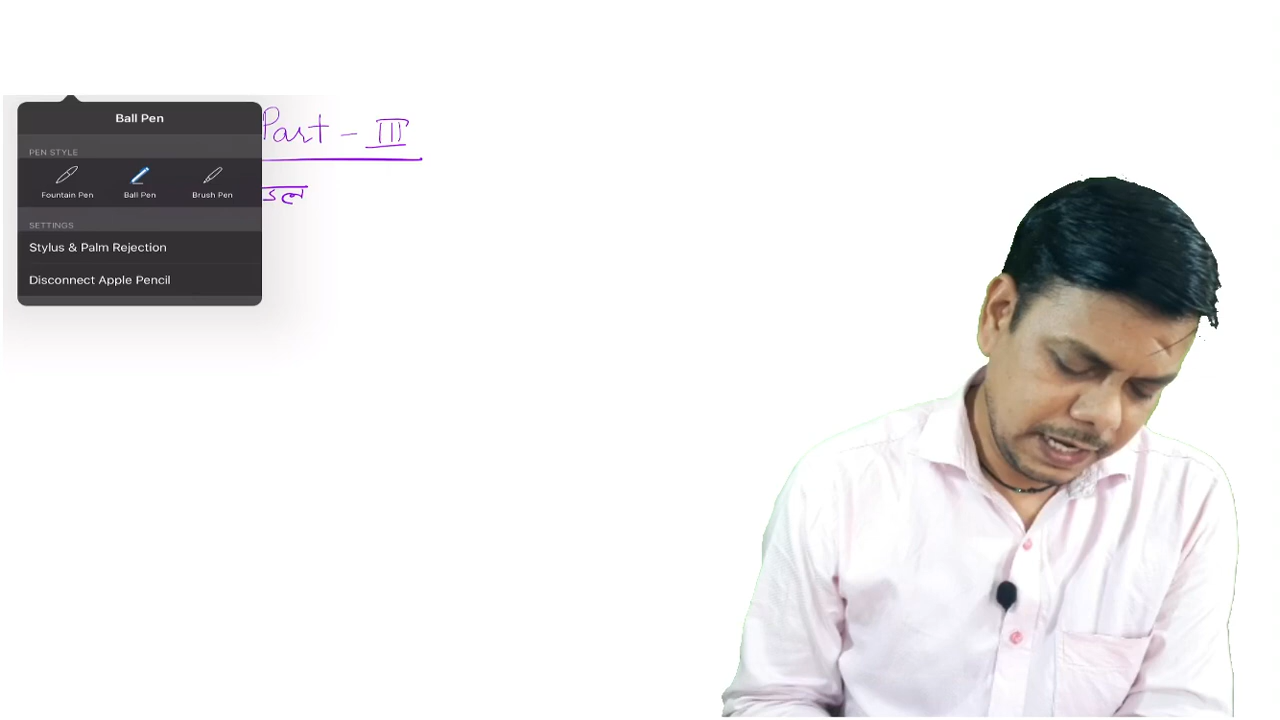 Ball Pen
Part - III
PEN STYLE
Fountain Pen Ball Pen Brush Pen
SETTINGS
Stylus & Palm Rejection
Disconnect Apple Pencil